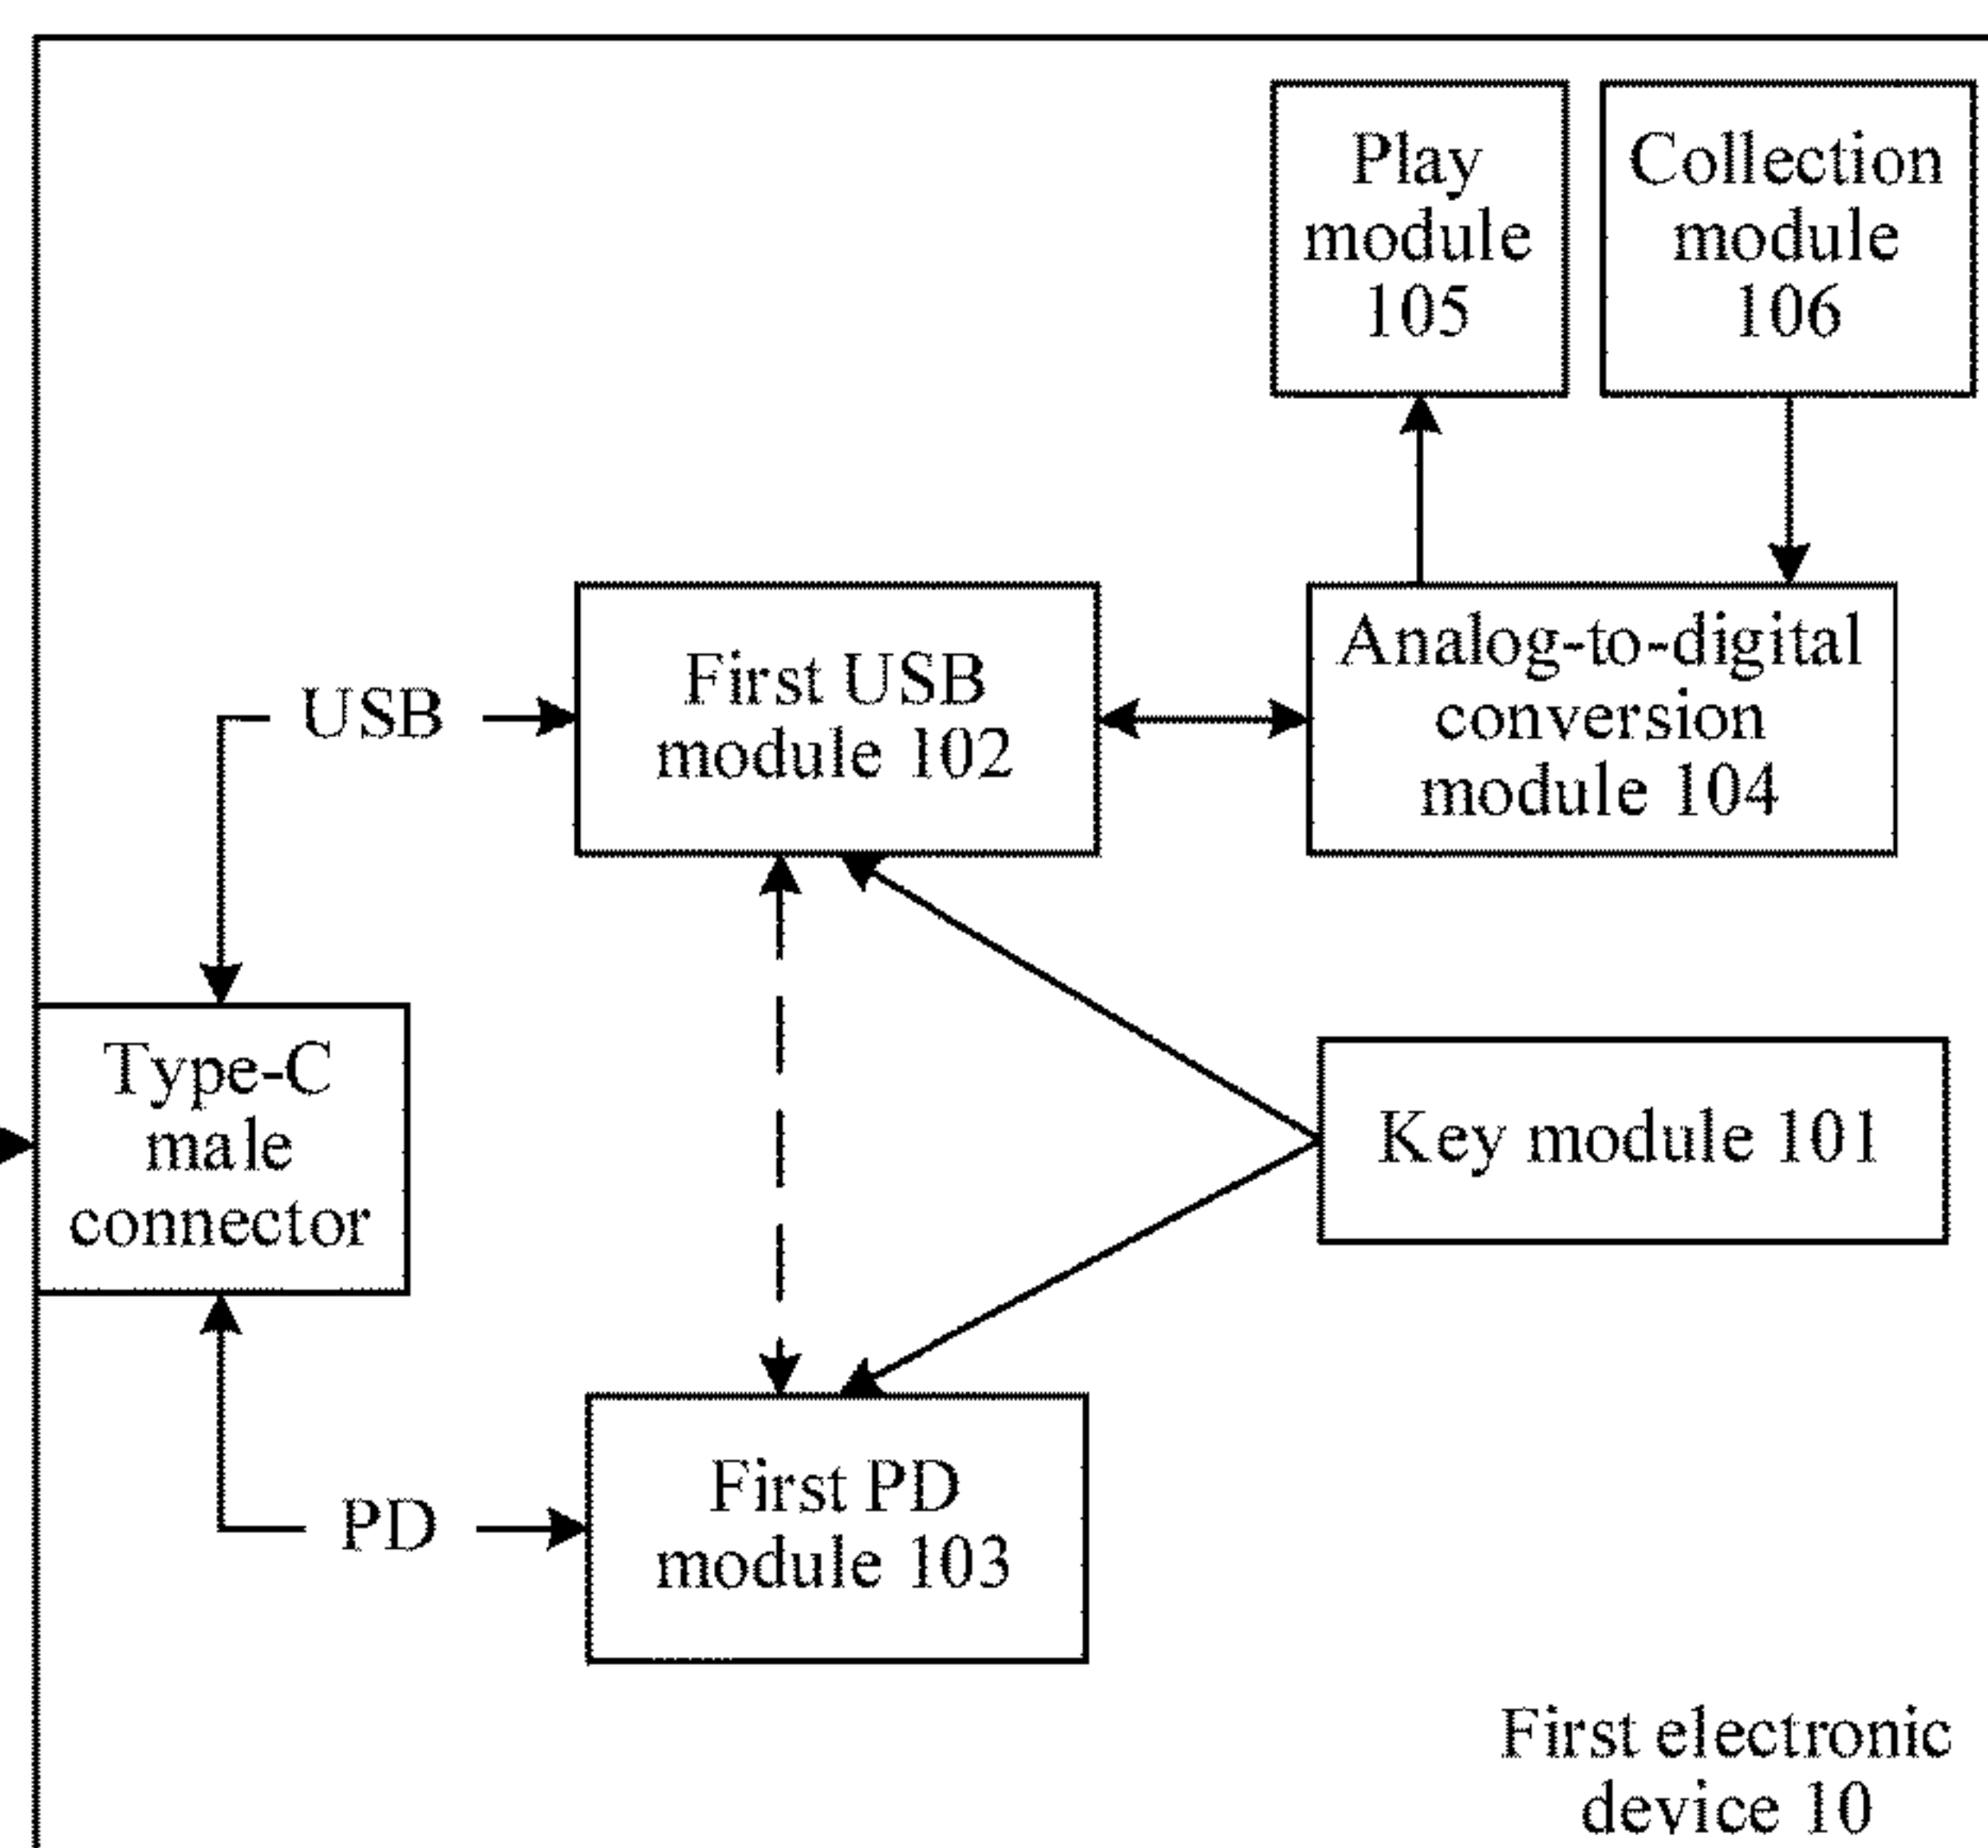 Play
module
105
Collection
module
106
USB
First USB
module 102
Analog-to-digital
conversion
module 104
Type-C
male
connector
Key module 101
PD
First PD
module 103
First electronic
device 10